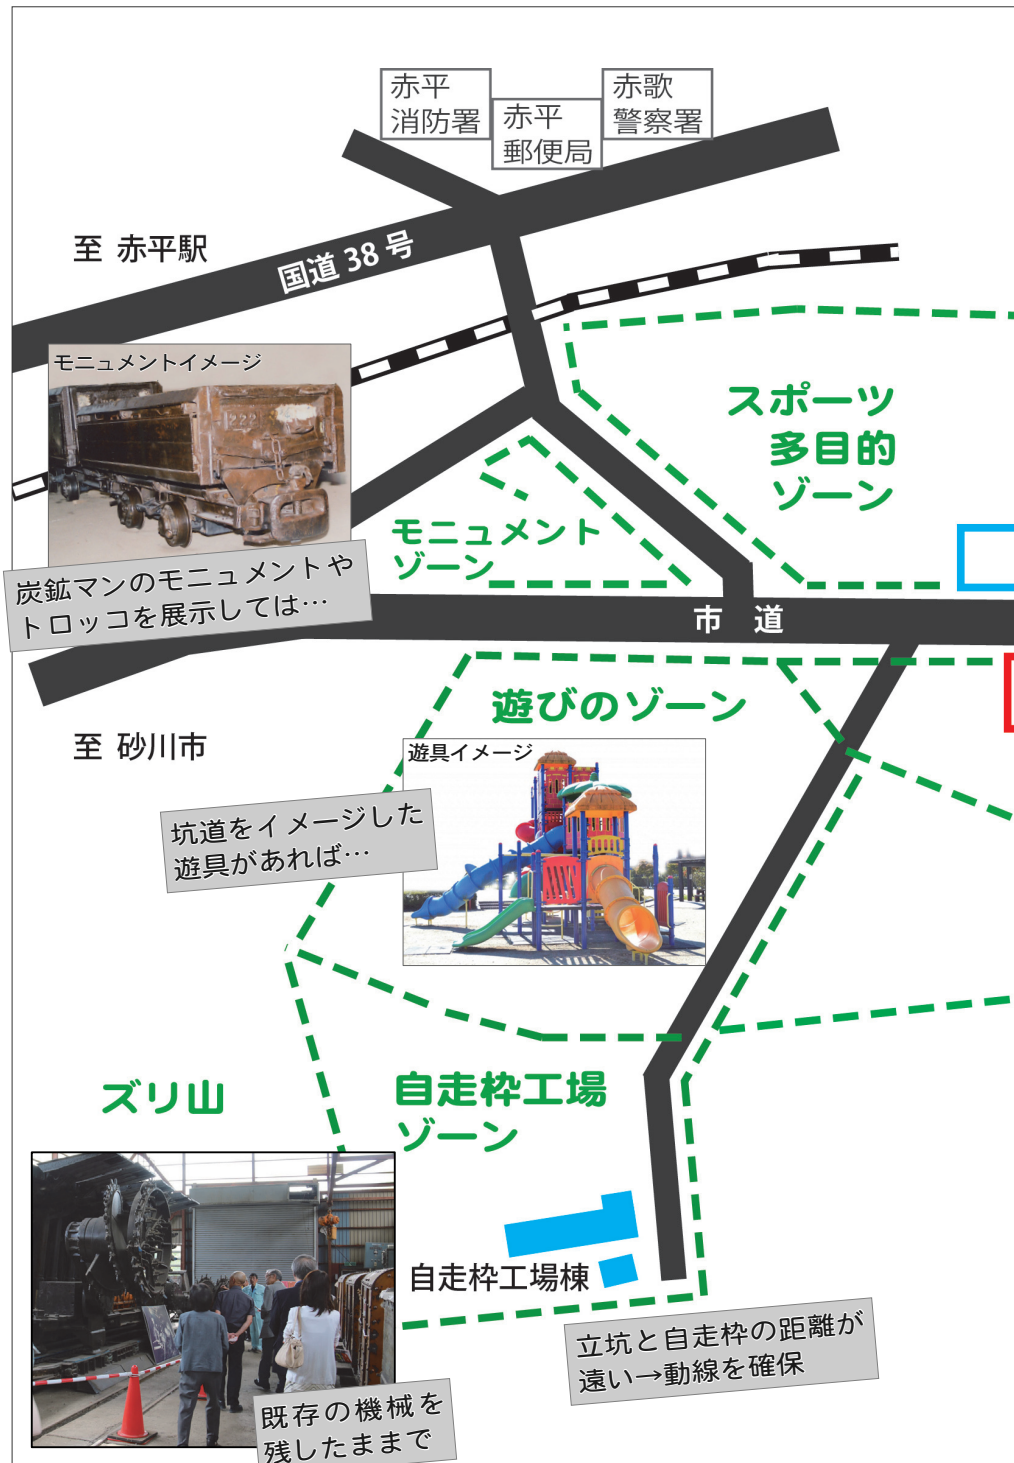 赤平
消防署
赤平
郵便局
赤歌
警察署
至 赤平駅
国道 38 号
モニュメントイメージ
222
スポーツ
多目的
ゾーン
モニュメント
ゾーン
炭鉱マンのモニュメントや
トロッコを展示しては…
市 道
遊びのゾーン
至 砂川市
遊具イメージ
坑道をイメージした
遊具があれば…
ズリ山
自走枠工場
ゾーン
自走枠工場棟
立坑と自走枠の距離が
遠い→動線を確保
既存の機械を
残したままで